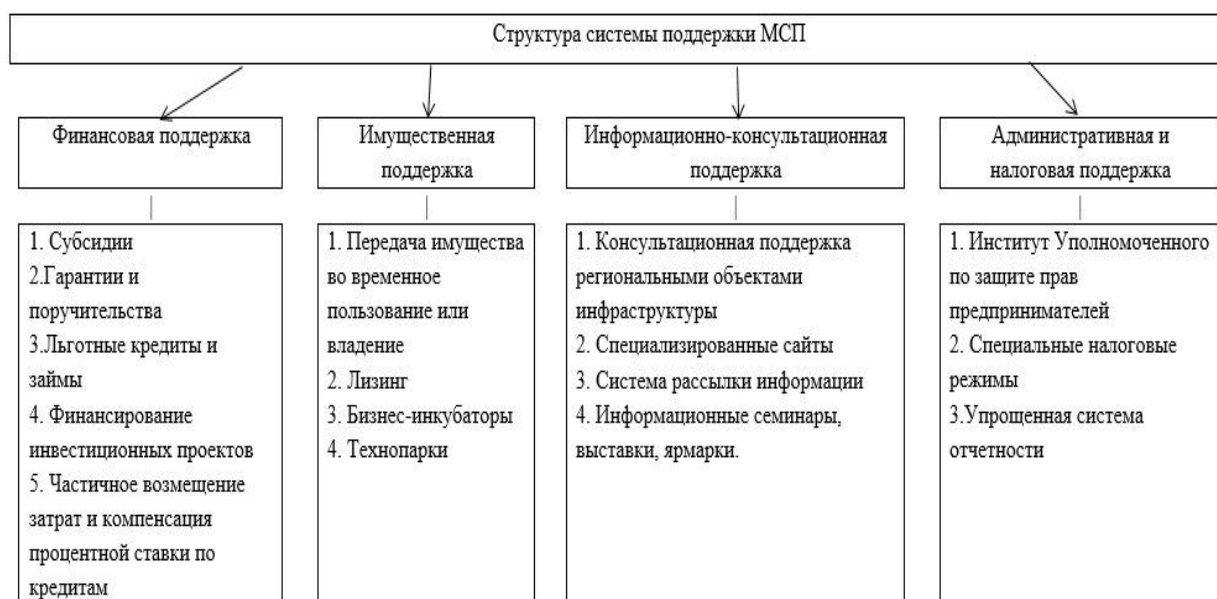 Структура системы поддержки МСП
Финансовая поддержка
Имущественная
поддержка
Информационно-консультационная
поддержка
Административная и
налоговая поддержка
1. Субсидии
2.Гарантии и
поручительства
3.Льготные кредиты и
займы
4. Финансирование
инвестиционных проектов
5. Частичное возмещение
затрат и компенсация
процентной ставки по
кредитам
1. Передача имущества
во временное
пользование или
владение
2. Лизинг
3. Бизнес-инкубаторы
4. Технопарки
1. Консультационная поддержка
региональными объектами
инфраструктуры
2. Специализированные сайты
3. Система рассылки информации
4. Информационные семинары,
выставки, ярмарки.
1. Институт Уполномоченного
по защите прав
предпринимателей
2. Специальные налоговые
режимы
3.Упрощенная система
отчетности